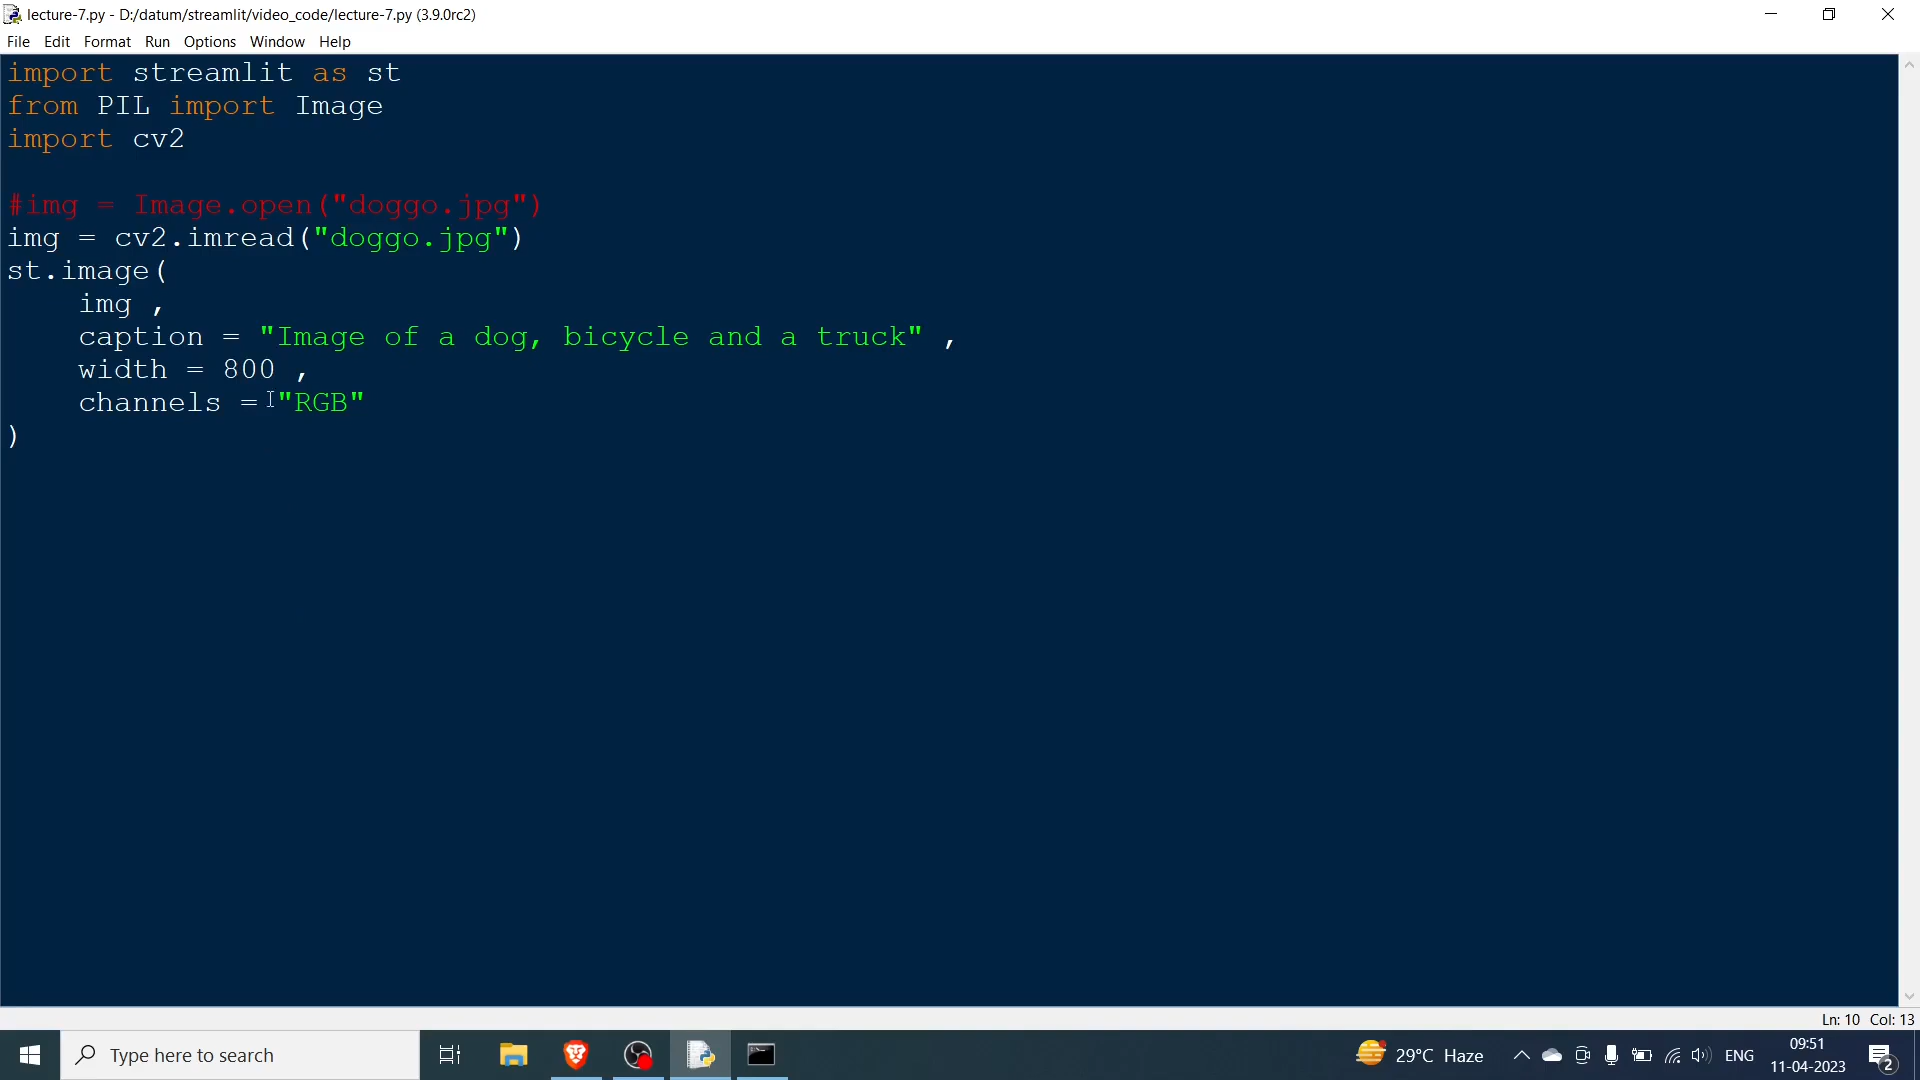 lecture-7.py - D:/datum/streamlit/video_code/lecture-7.py (3.9.0rc2)
File Edit Format Run Options Window Help
import streamlit as st
from PIL import Image
import cv2
#img = Image.open("doggo.jpg")
img = cv2.imread("doggo.jpg")
st.image(
    img ,
    caption = "Image of a dog, bicycle and a truck" ,
    width = 800 ,
    channels = "RGB"
)
Ln: 10 Col: 13
Type here to search
29°C Haze
ENG
09:51
11-04-2023
2